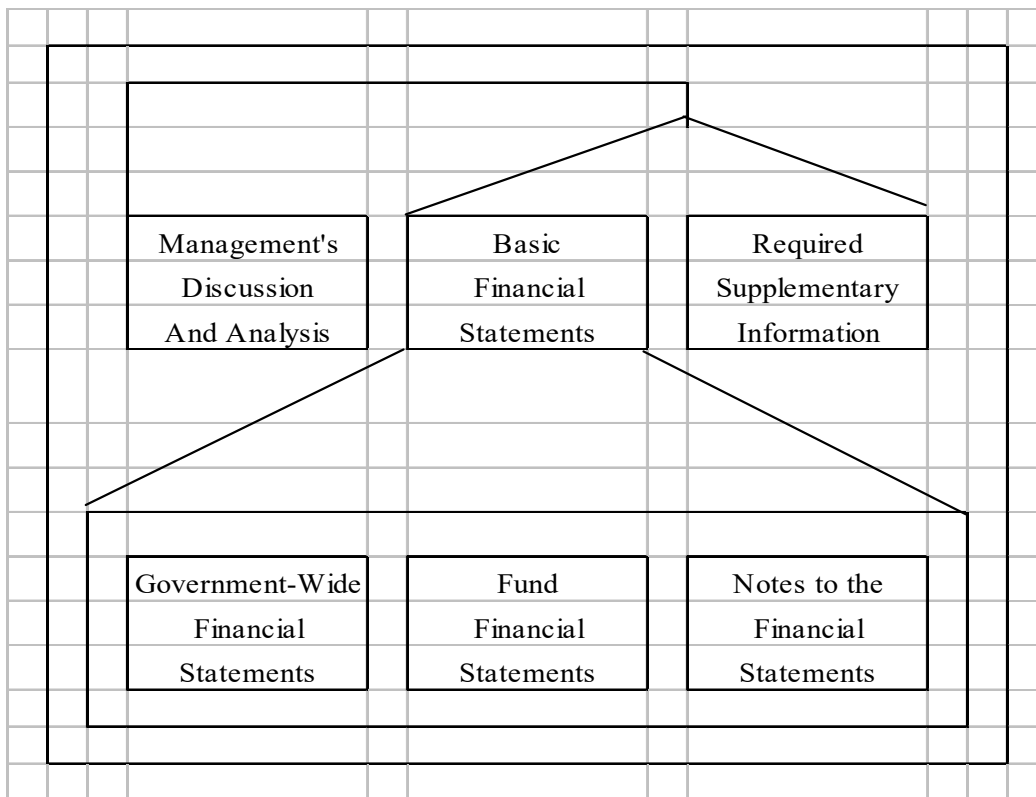 Management's
Discussion
And Analysis
Basic
Financial
Statements
Required
Supplementary
Information
Government-Wide
Financial
Statements
Fund
Financial
Statements
Notes to the
Financial
Statements